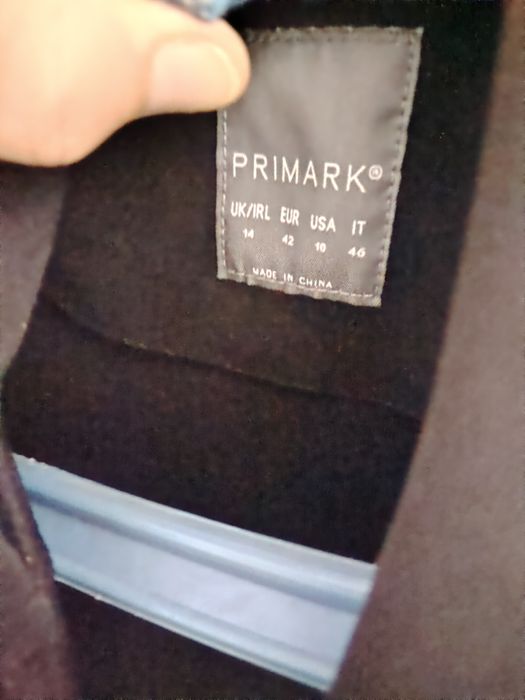 PRIMARK®
UK/IRL EUR USA IT
14 42 10 46
MADE IN CHINA